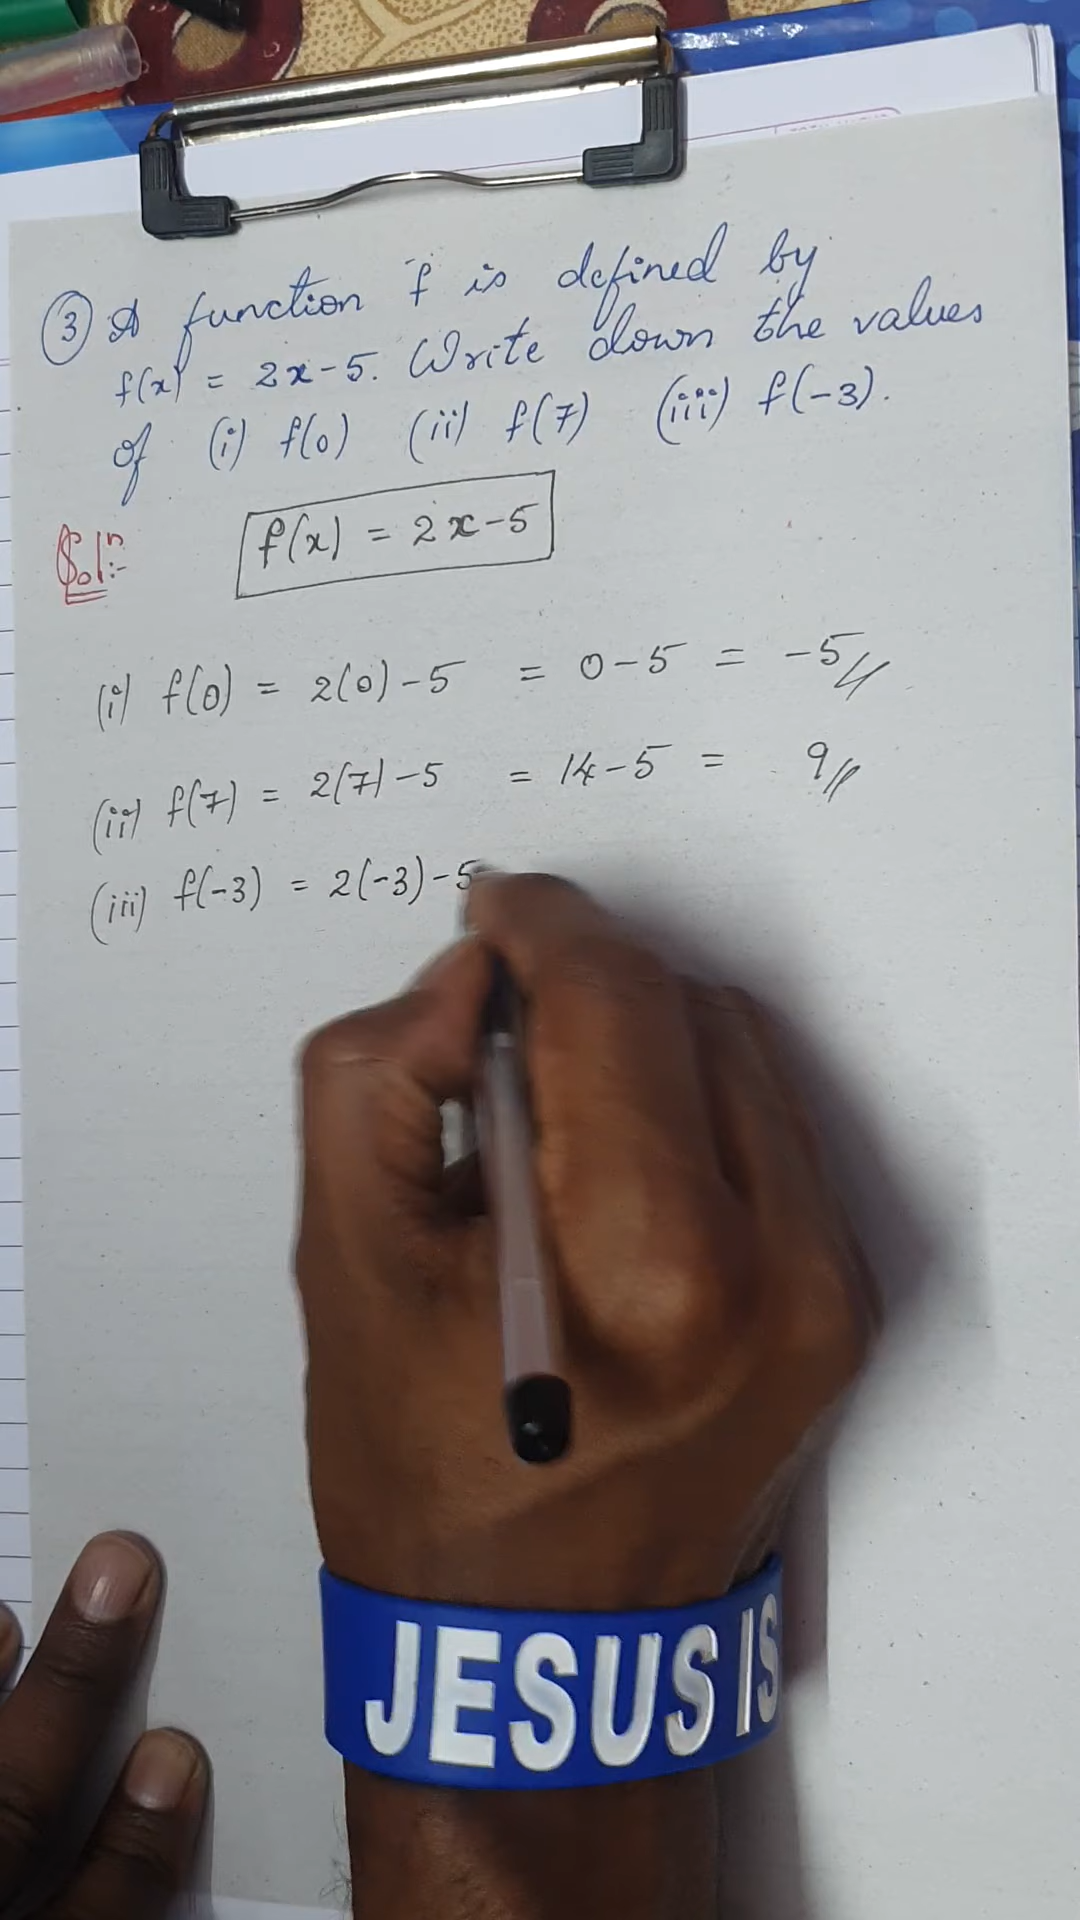 ③ A function f is defined by
f(x) = 2x-5. Write down the values
of (i) f(0) (ii) f(7) (iii) f(-3).
Solⁿ:-
f(x) = 2x-5
(i) f(0) = 2(0)-5 = 0-5 = -5//
(ii) f(7) = 2(7)-5 = 14-5 = 9//
(iii) f(-3) = 2(-3)-5
JESUS IS